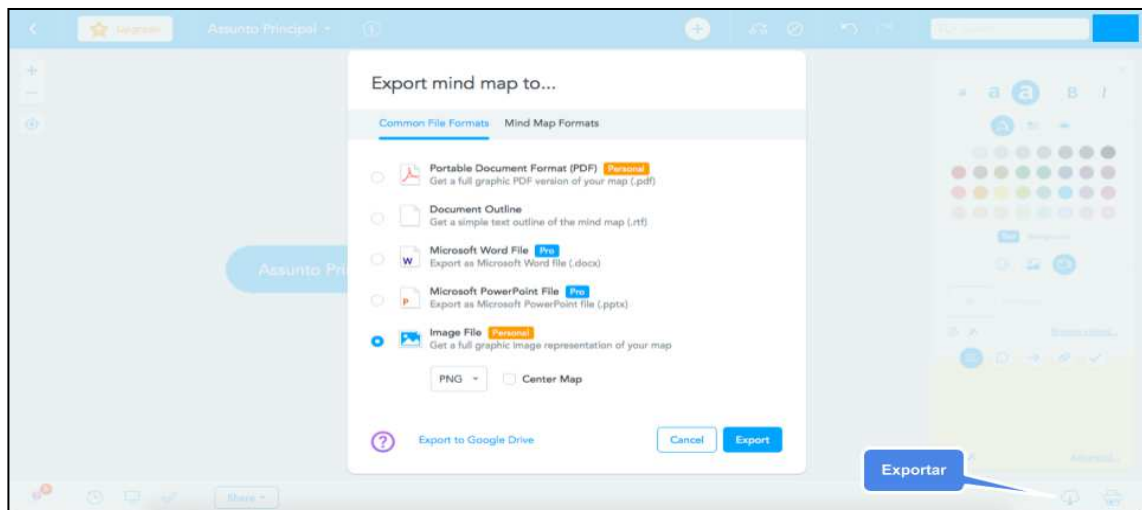 Upgrade
Assunto Principal
Export mind map to...
Common File Formats Mind Map Formats
Portable Document Format (PDF) Personal
Get a full graphic PDF version of your map (.pdf)
Document Outline
Get a simple text outline of the mind map (.rtf)
Microsoft Word File Pro
Export as Microsoft Word file (.docx)
Microsoft PowerPoint File Pro
Export as Microsoft PowerPoint file (.pptx)
Image File Personal
Get a full graphic image representation of your map
PNG Center Map
Export to Google Drive Cancel Export
a a a B I
Assunto Pri
Exportar